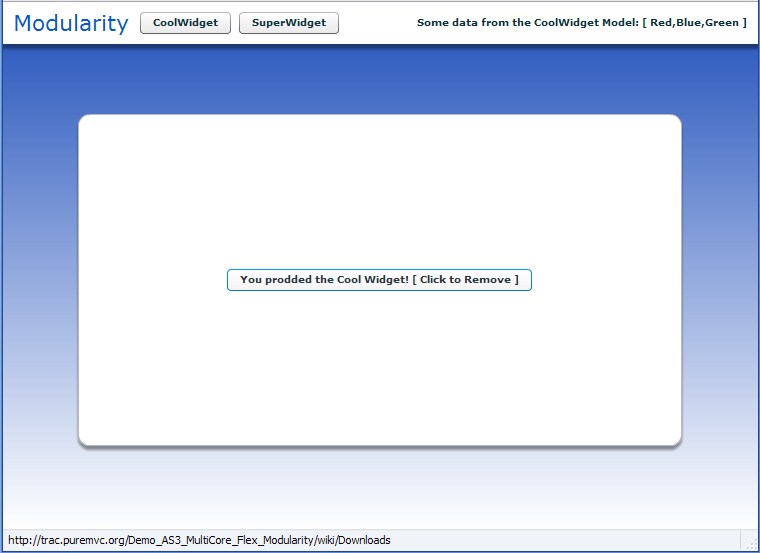 Modularity CoolWidget SuperWidget Some data from the CoolWidget Model: [ Red,Blue,Green ]
You prodded the Cool Widget! [ Click to Remove ]
http://trac.puremvc.org/Demo_AS3_MultiCore_Flex_Modularity/wiki/Downloads